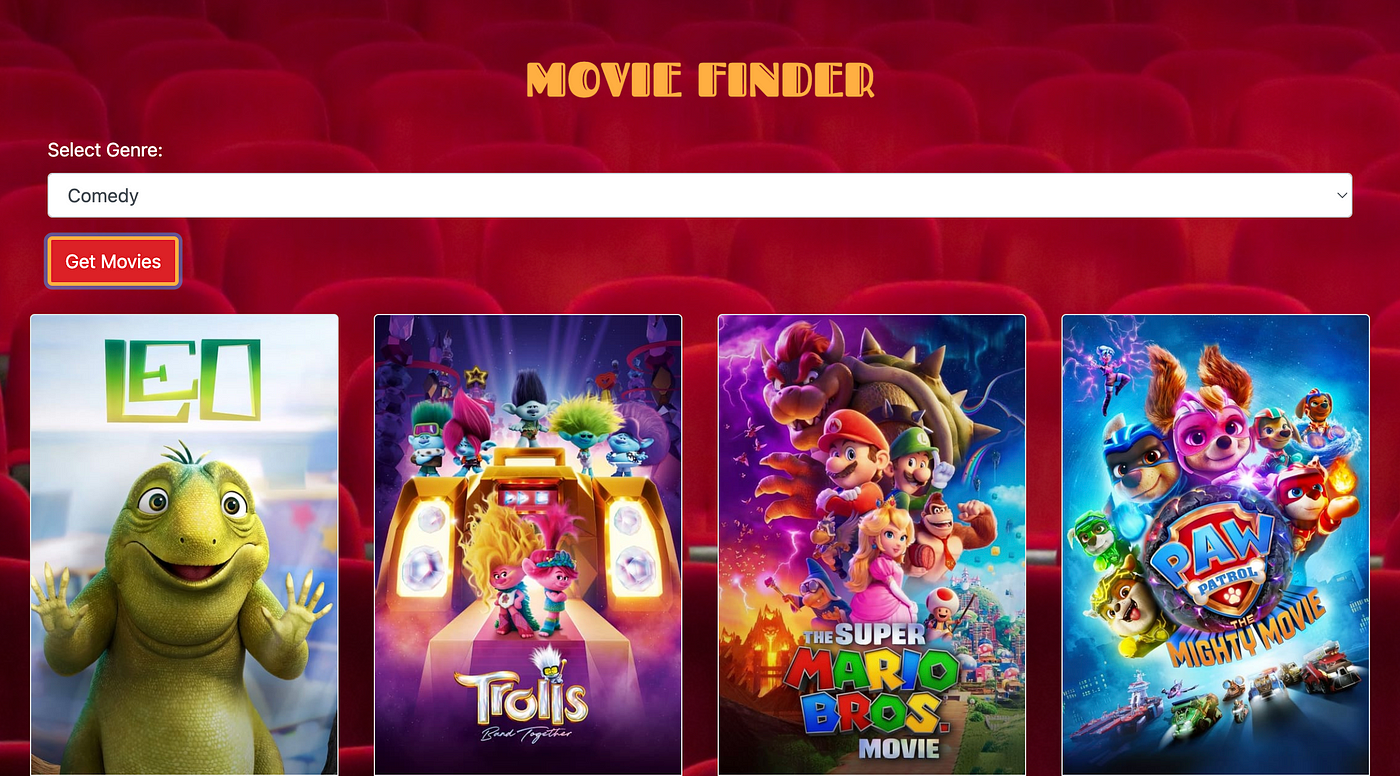 MOVIE FINDER
Select Genre:
Comedy
Get Movies
LEO
Trolls
Band Together
THE SUPER
MARIO
BROS.
MOVIE
PAW
PATROL
THE
MIGHTY MOVIE